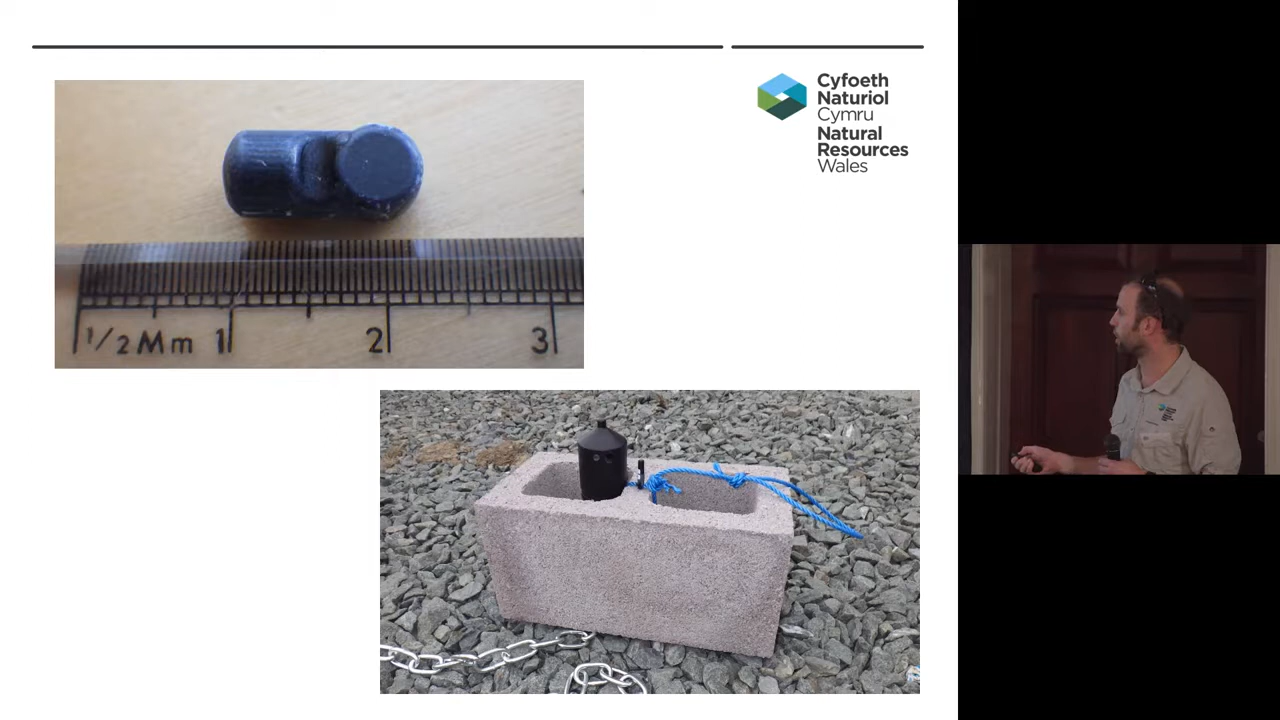 Cyfoeth
Naturiol
Cymru
Natural
Resources
Wales
1/2 Mm 1 2 3